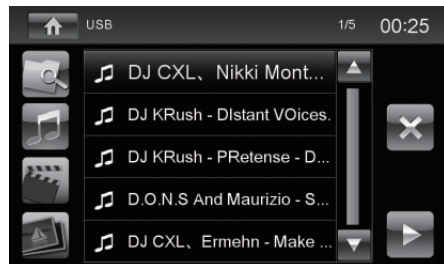 USB 1/5 00:25
DJ CXL、Nikki Mont...
DJ KRush - DIstant VOices.
DJ KRush - PRetense - D...
D.O.N.S And Maurizio - S...
DJ CXL、Ermehn - Make ...